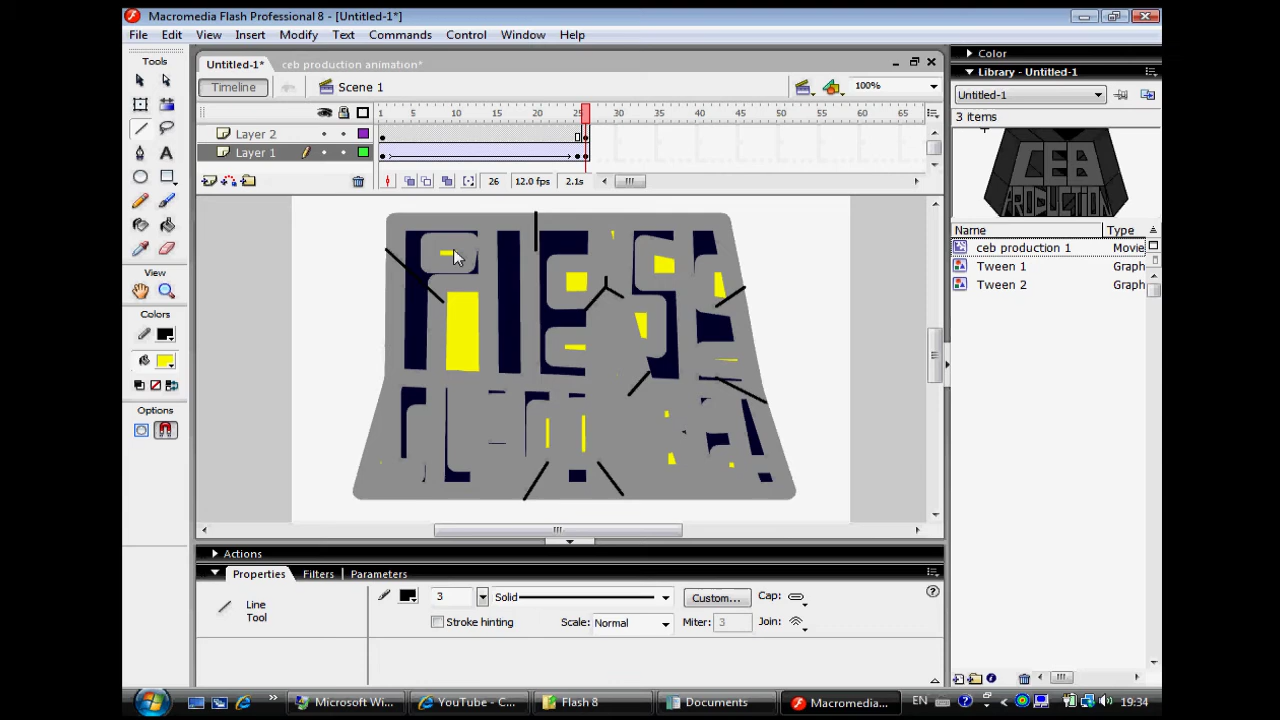 Macromedia Flash Professional 8 - [Untitled-1*]
File Edit View Insert Modify Text Commands Control Window Help
Tools
Untitled-1* ceb production animation*
Timeline Scene 1 100%
1 5 10 15 20 25 30 35 40 45 50 55 60 65
Layer 2
Layer 1
26 12.0 fps 2.1s
View
Colors
Options
Color
Library - Untitled-1
Untitled-1
3 items
CEB
PRODUCTION
Name Type
ceb production 1 Movie
Tween 1 Graph
Tween 2 Graph
Actions
Properties Filters Parameters
Line
Tool
3 Solid Custom... Cap:
Stroke hinting Scale: Normal Miter: 3 Join:
Microsoft Wi... YouTube - C... Flash 8 Documents Macromedia... EN 19:34